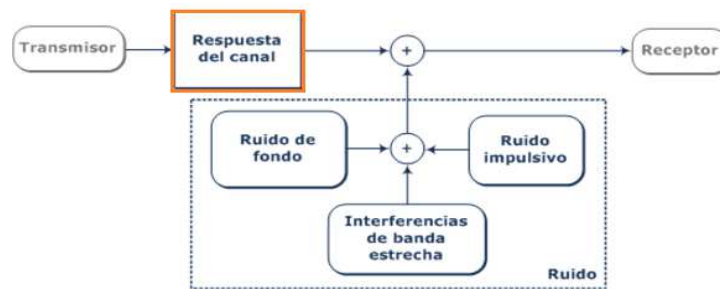 Transmisor
Respuesta
del canal
+
Receptor
Ruido de
fondo
+
Ruido
impulsivo
Interferencias
de banda
estrecha
Ruido